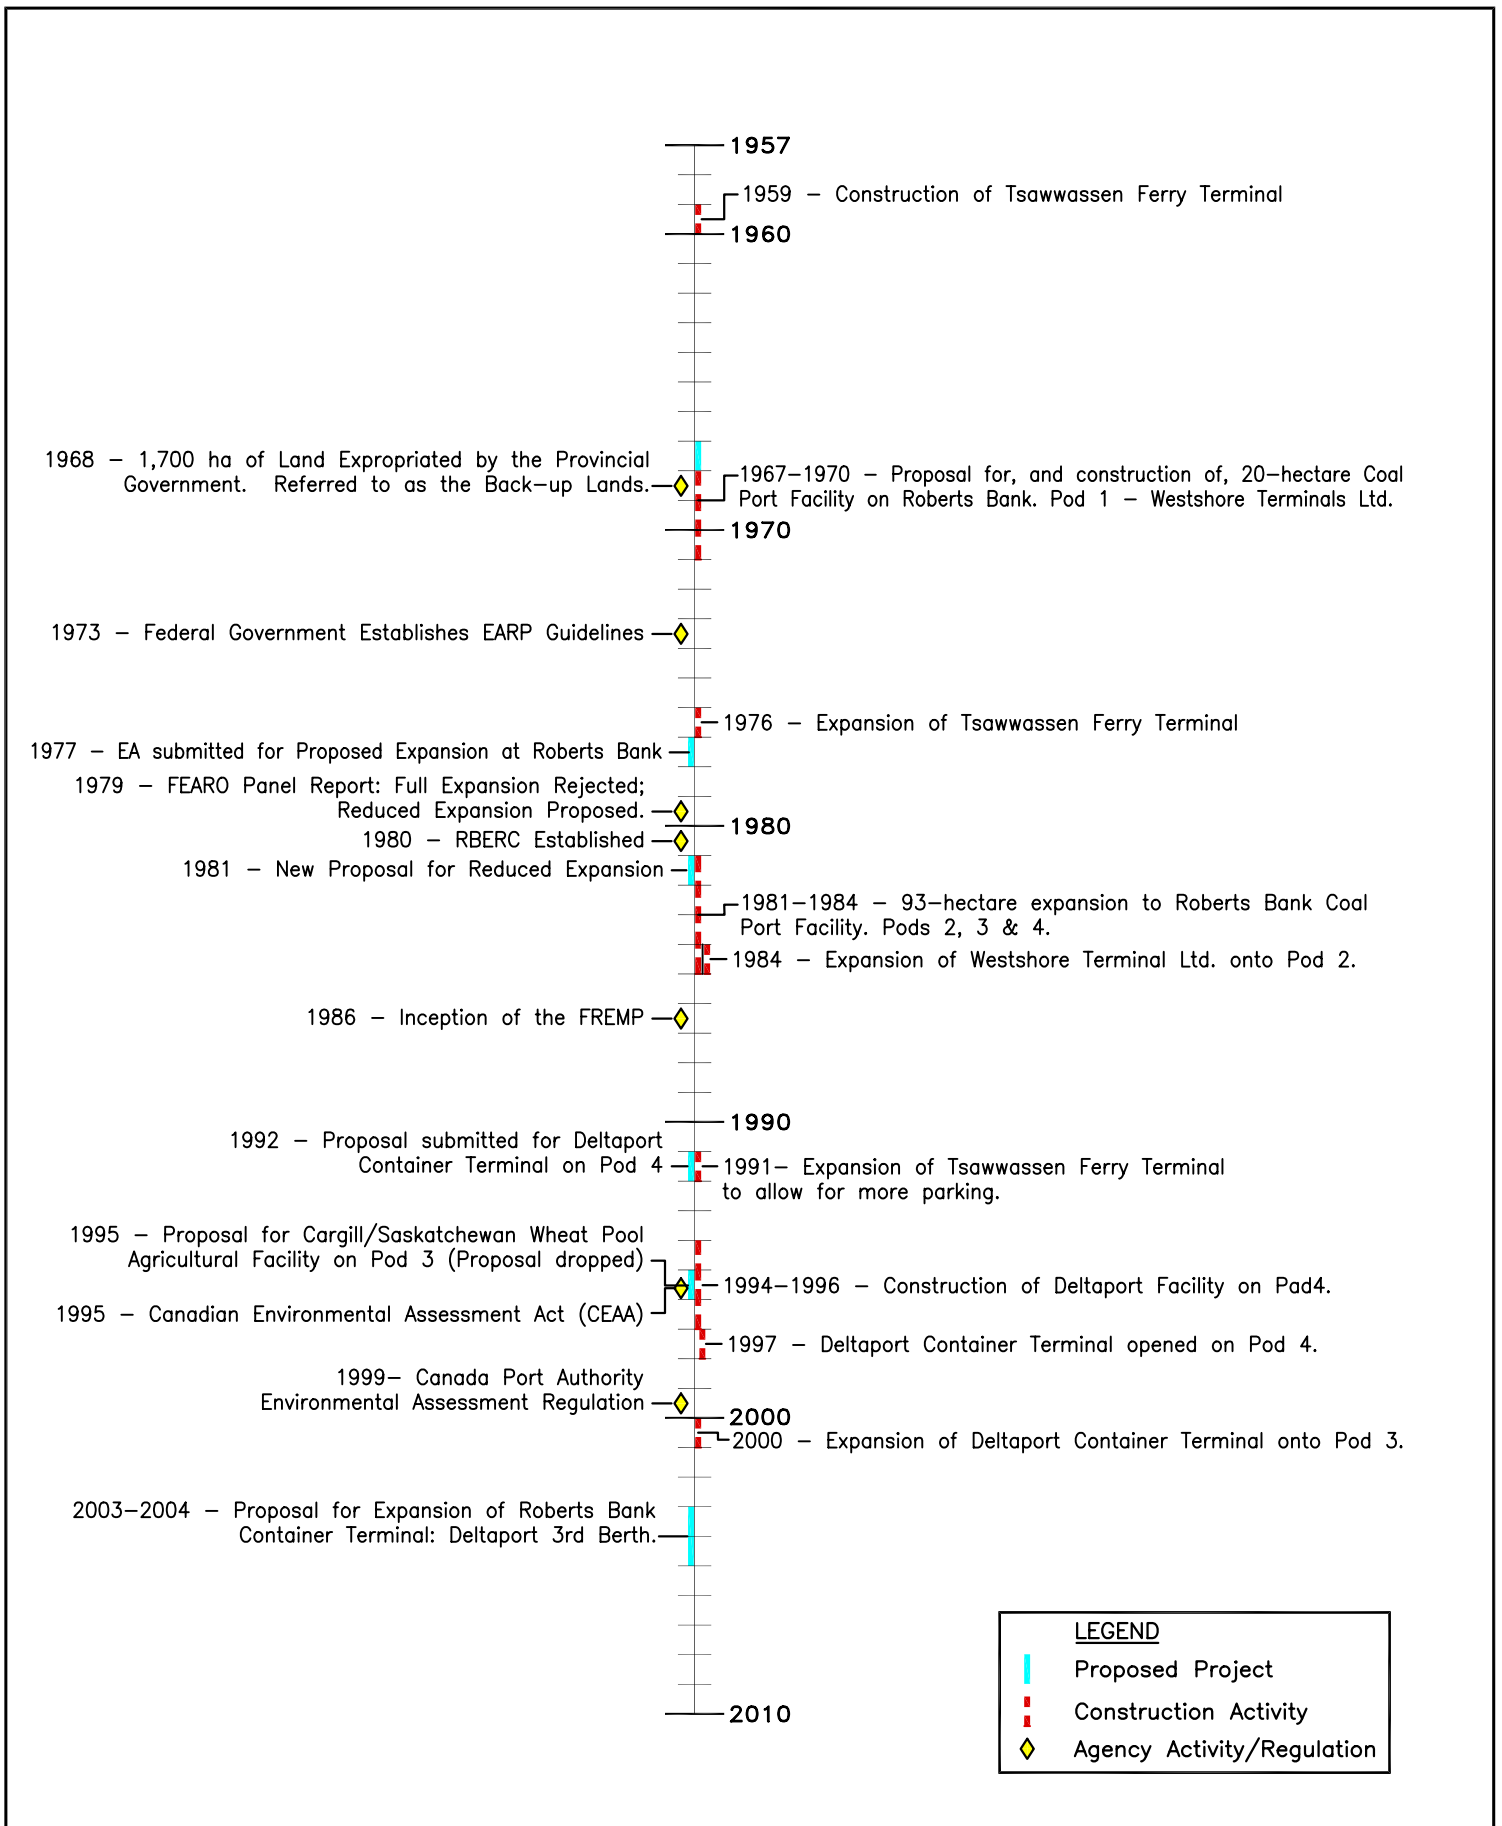 1957
1959 – Construction of Tsawwassen Ferry Terminal
1960
1968 – 1,700 ha of Land Expropriated by the Provincial
Government. Referred to as the Back–up Lands.
1967–1970 – Proposal for, and construction of, 20–hectare Coal
Port Facility on Roberts Bank. Pod 1 – Westshore Terminals Ltd.
1970
1973 – Federal Government Establishes EARP Guidelines
1976 – Expansion of Tsawwassen Ferry Terminal
1977 – EA submitted for Proposed Expansion at Roberts Bank
1979 – FEARO Panel Report: Full Expansion Rejected;
Reduced Expansion Proposed.
1980
1980 – RBERC Established
1981 – New Proposal for Reduced Expansion
1981–1984 – 93–hectare expansion to Roberts Bank Coal
Port Facility. Pods 2, 3 & 4.
1984 – Expansion of Westshore Terminal Ltd. onto Pod 2.
1986 – Inception of the FREMP
1990
1992 – Proposal submitted for Deltaport
Container Terminal on Pod 4
1991– Expansion of Tsawwassen Ferry Terminal
to allow for more parking.
1995 – Proposal for Cargill/Saskatchewan Wheat Pool
Agricultural Facility on Pod 3 (Proposal dropped)
1994–1996 – Construction of Deltaport Facility on Pad4.
1995 – Canadian Environmental Assessment Act (CEAA)
1997 – Deltaport Container Terminal opened on Pod 4.
1999– Canada Port Authority
Environmental Assessment Regulation
2000
2000 – Expansion of Deltaport Container Terminal onto Pod 3.
2003–2004 – Proposal for Expansion of Roberts Bank
Container Terminal: Deltaport 3rd Berth.
2010
LEGEND
Proposed Project
Construction Activity
Agency Activity/Regulation